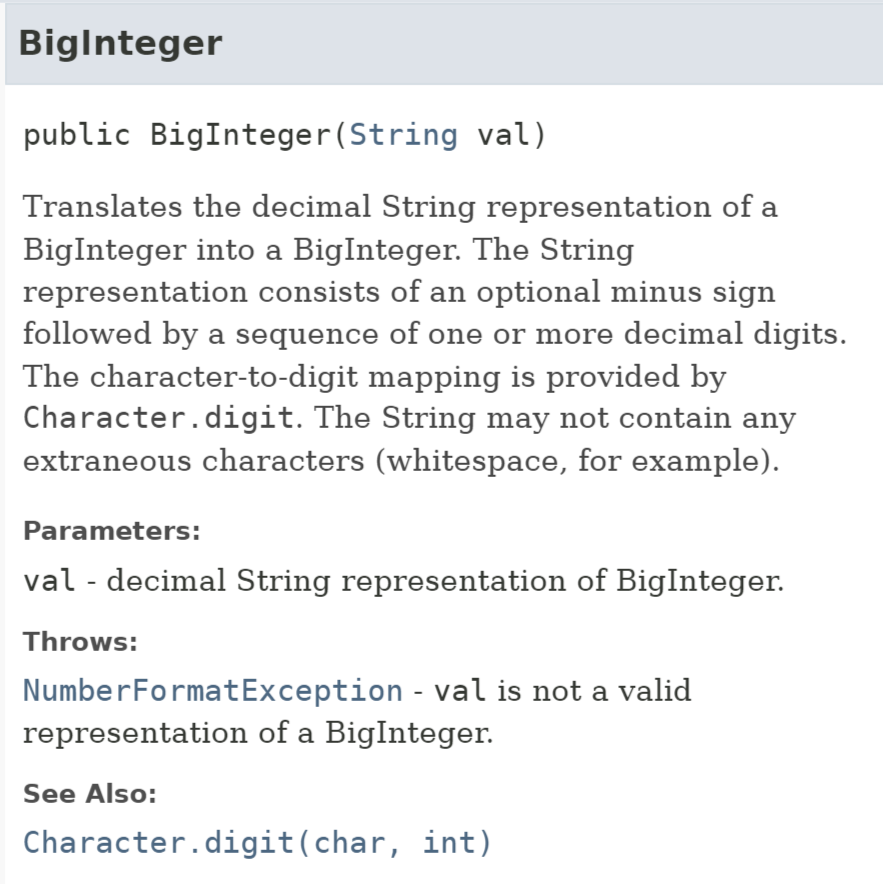 BigInteger
public BigInteger(String val)
Translates the decimal String representation of a
BigInteger into a BigInteger. The String
representation consists of an optional minus sign
followed by a sequence of one or more decimal digits.
The character-to-digit mapping is provided by
Character.digit. The String may not contain any
extraneous characters (whitespace, for example).
Parameters:
val - decimal String representation of BigInteger.
Throws:
NumberFormatException - val is not a valid
representation of a BigInteger.
See Also:
Character.digit(char, int)